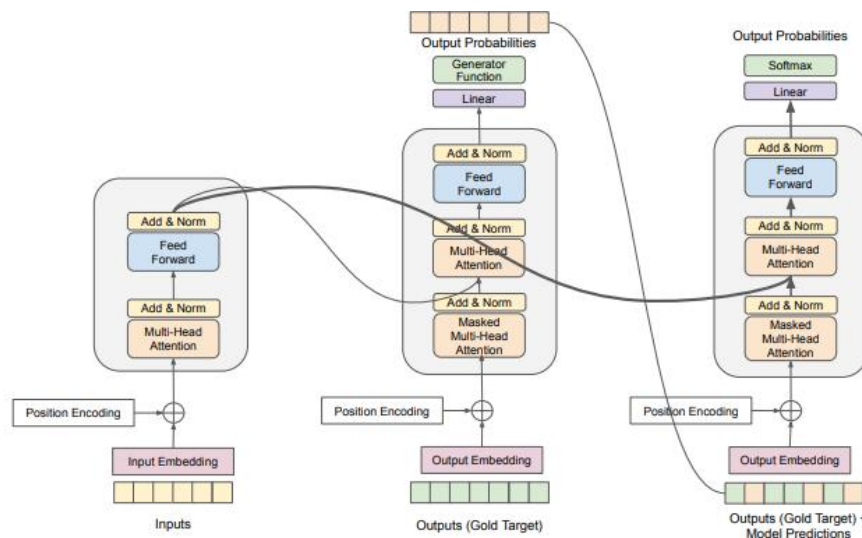 Output Probabilities
Generator
Function
Linear
Add & Norm
Feed
Forward
Add & Norm
Multi-Head
Attention
Add & Norm
Masked
Multi-Head
Attention
Position Encoding
Output Embedding
Outputs (Gold Target)
Add & Norm
Feed
Forward
Add & Norm
Multi-Head
Attention
Position Encoding
Input Embedding
Inputs
Output Probabilities
Softmax
Linear
Add & Norm
Feed
Forward
Add & Norm
Multi-Head
Attention
Add & Norm
Masked
Multi-Head
Attention
Position Encoding
Output Embedding
Outputs (Gold Target) -
Model Predictions